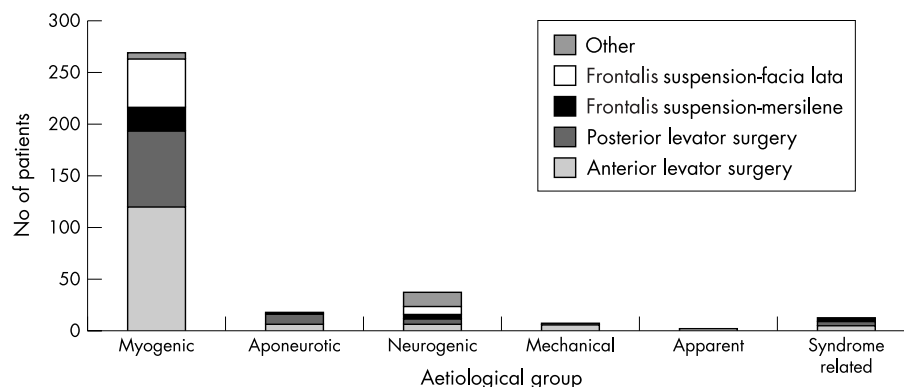 300
250
200
150
100
50
0
No of patients
Other
Frontalis suspension-facia lata
Frontalis suspension-mersilene
Posterior levator surgery
Anterior levator surgery
Myogenic
Aponeurotic
Neurogenic
Mechanical
Apparent
Syndrome
related
Aetiological group